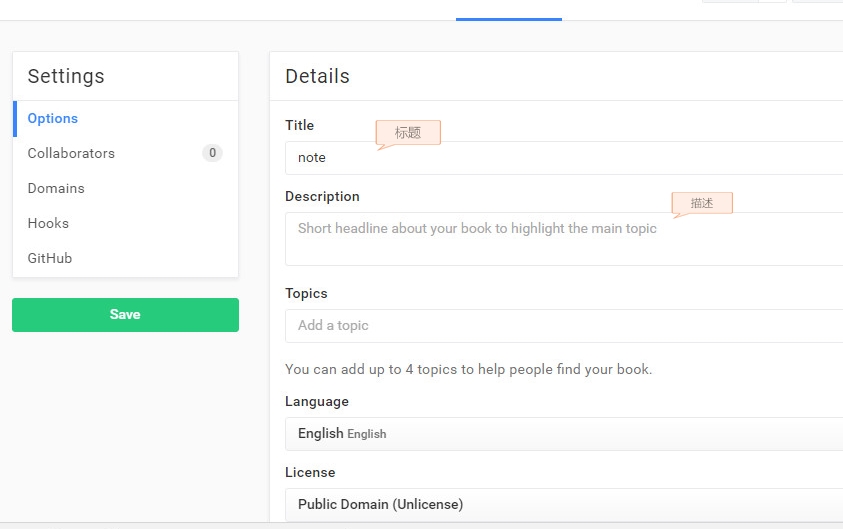 Settings
Options
Collaborators 0
Domains
Hooks
GitHub
Save
Details
Title
标题
note
Description
描述
Short headline about your book to highlight the main topic
Topics
Add a topic
You can add up to 4 topics to help people find your book.
Language
English English
License
Public Domain (Unlicense)